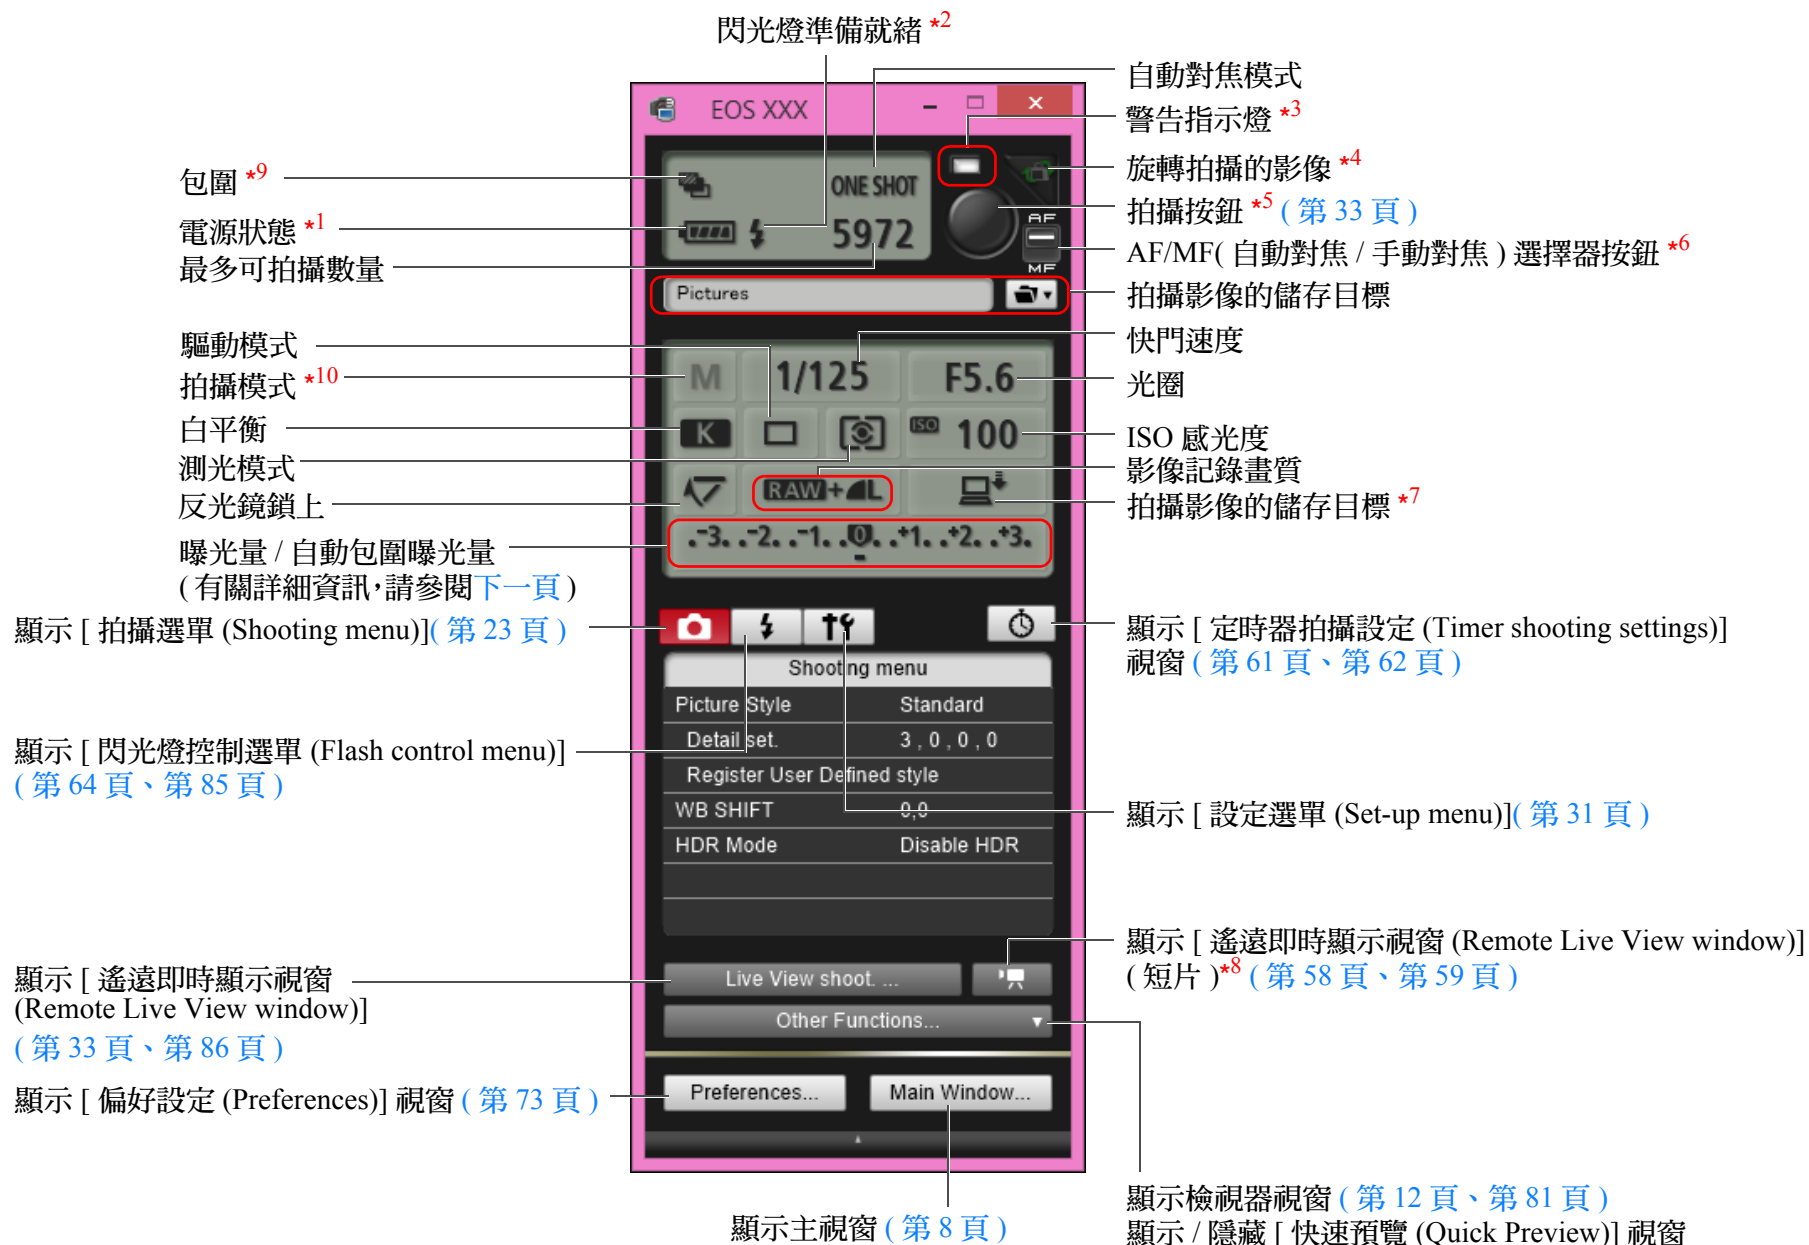 閃光燈準備就緒 *2
自動對焦模式
警告指示燈 *3
旋轉拍攝的影像 *4
拍攝按鈕 *5 ( 第 33 頁 )
AF/MF( 自動對焦 / 手動對焦 ) 選擇器按鈕 *6
拍攝影像的儲存目標
快門速度
光圈
ISO 感光度
影像記錄畫質
拍攝影像的儲存目標 *7
包圍 *9
電源狀態 *1
最多可拍攝數量
驅動模式
拍攝模式 *10
白平衡
測光模式
反光鏡鎖上
曝光量 / 自動包圍曝光量
( 有關詳細資訊，請參閱下一頁 )
顯示 [ 拍攝選單 (Shooting menu)]( 第 23 頁 )
顯示 [ 閃光燈控制選單 (Flash control menu)]
( 第 64 頁、第 85 頁 )
顯示 [ 遙遠即時顯示視窗
(Remote Live View window)]
( 第 33 頁、第 86 頁 )
顯示 [ 偏好設定 (Preferences)] 視窗 ( 第 73 頁 )
EOS XXX
ONE SHOT
5972
AF
MF
Pictures
M 1/125 F5.6
K ISO 100
RAW+L
-3. .-2. .-1. .0. .+1. .+2. .+3.
Shooting menu
Picture Style Standard
Detail set. 3 , 0 , 0 , 0
Register User Defined style
WB SHIFT 0,0
HDR Mode Disable HDR
Live View shoot. ...
Other Functions...
Preferences... Main Window...
顯示 [ 定時器拍攝設定 (Timer shooting settings)]
視窗 ( 第 61 頁、第 62 頁 )
顯示 [ 設定選單 (Set-up menu)]( 第 31 頁 )
顯示 [ 遙遠即時顯示視窗 (Remote Live View window)]
( 短片 )*8 ( 第 58 頁、第 59 頁 )
顯示主視窗 ( 第 8 頁 )
顯示檢視器視窗 ( 第 12 頁、第 81 頁 )
顯示 / 隱藏 [ 快速預覽 (Quick Preview)] 視窗